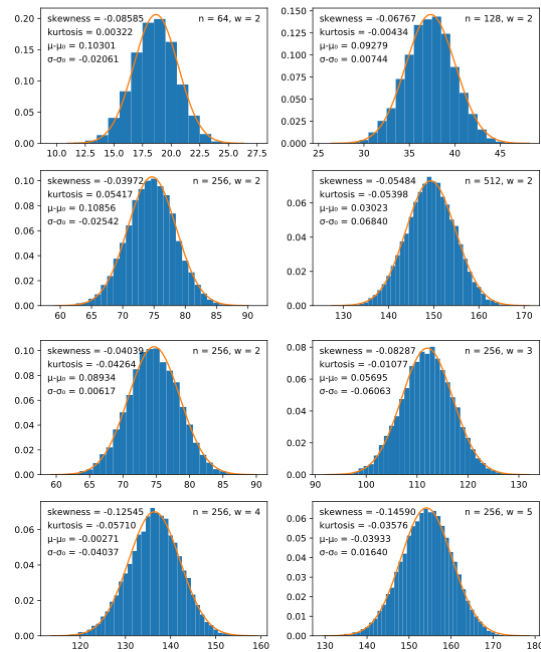 skewness = -0.08585 n = 64, w = 2
kurtosis = 0.00322
μ-μ₀ = 0.10301
σ-σ₀ = -0.02061
0.20
0.15
0.10
0.05
0.00
10.0 12.5 15.0 17.5 20.0 22.5 25.0 27.5
skewness = -0.06767 n = 128, w = 2
kurtosis = -0.00434
μ-μ₀ = 0.09279
σ-σ₀ = 0.00744
0.150
0.125
0.100
0.075
0.050
0.025
0.000
25 30 35 40 45
skewness = -0.03972 n = 256, w = 2
kurtosis = 0.05417
μ-μ₀ = 0.10856
σ-σ₀ = -0.02542
0.10
0.08
0.06
0.04
0.02
0.00
60 65 70 75 80 85 90
skewness = -0.05484 n = 512, w = 2
kurtosis = -0.05398
μ-μ₀ = 0.03023
σ-σ₀ = 0.06840
0.06
0.04
0.02
0.00
130 140 150 160 170
skewness = -0.04039 n = 256, w = 2
kurtosis = -0.04264
μ-μ₀ = 0.08934
σ-σ₀ = 0.00617
0.10
0.08
0.06
0.04
0.02
0.00
60 65 70 75 80 85 90
skewness = -0.08287 n = 256, w = 3
kurtosis = -0.01077
μ-μ₀ = 0.05695
σ-σ₀ = -0.06063
0.08
0.06
0.04
0.02
0.00
90 100 110 120 130
skewness = -0.12545 n = 256, w = 4
kurtosis = -0.05710
μ-μ₀ = -0.00271
σ-σ₀ = -0.04037
0.06
0.04
0.02
0.00
120 130 140 150 160
skewness = -0.14590 n = 256, w = 5
kurtosis = -0.03576
μ-μ₀ = -0.03933
σ-σ₀ = 0.01640
0.06
0.05
0.04
0.03
0.02
0.01
0.00
130 140 150 160 170 180